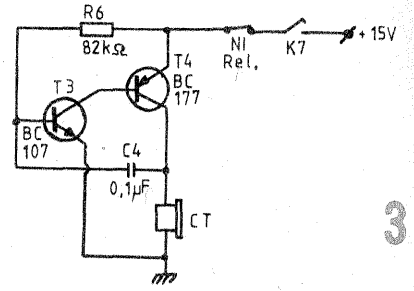 R6
82kΩ
T4
BC
177
N1
Rel.
K7
+ 15V
T3
BC
107
C4
0,1µF
CT
3